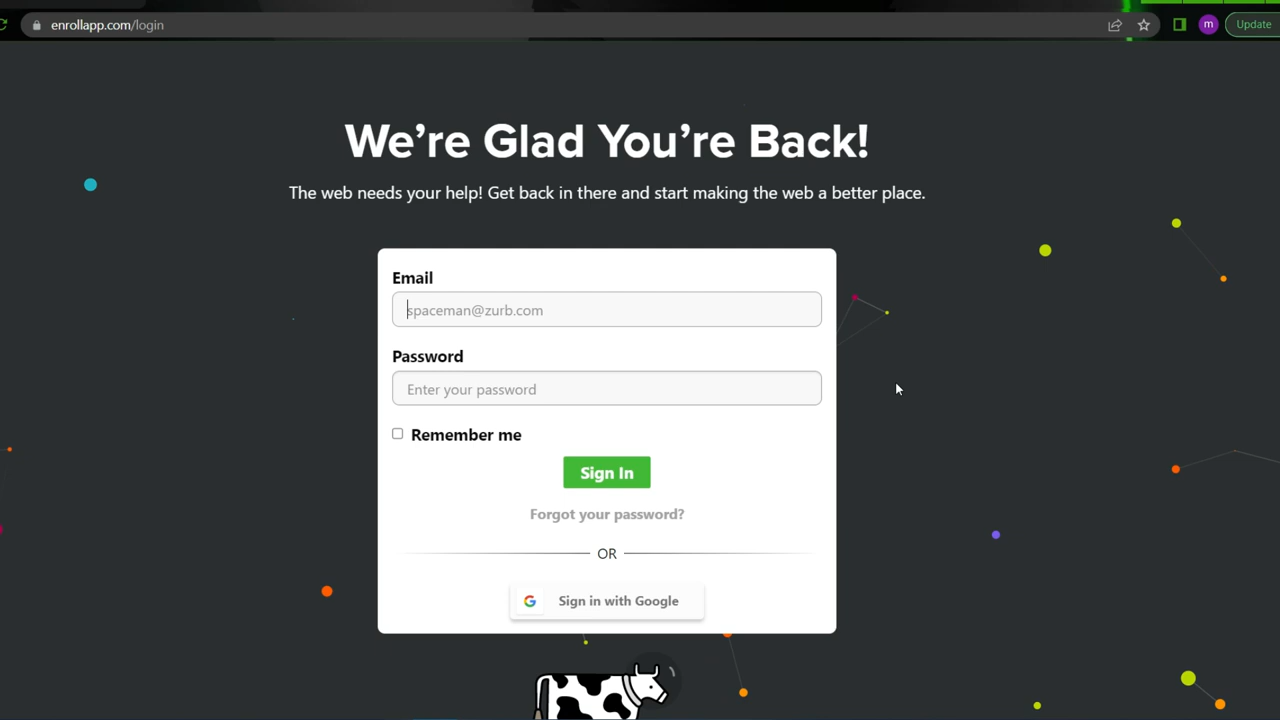 enrollapp.com/login
m
Update
We're Glad You're Back!
The web needs your help! Get back in there and start making the web a better place.
Email
spaceman@zurb.com
Password
Enter your password
Remember me
Sign In
Forgot your password?
OR
G Sign in with Google